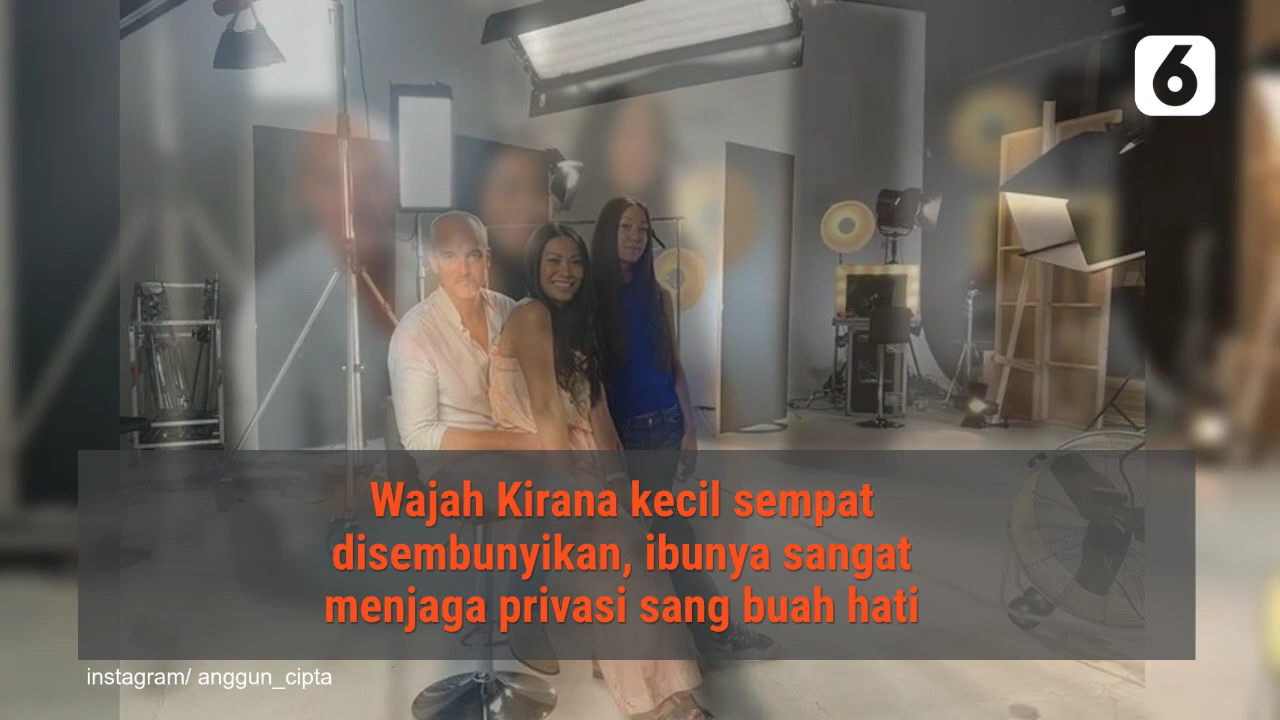 6
Wajah Kirana kecil sempat
disembunyikan, ibunya sangat
menjaga privasi sang buah hati
instagram/ anggun_cipta